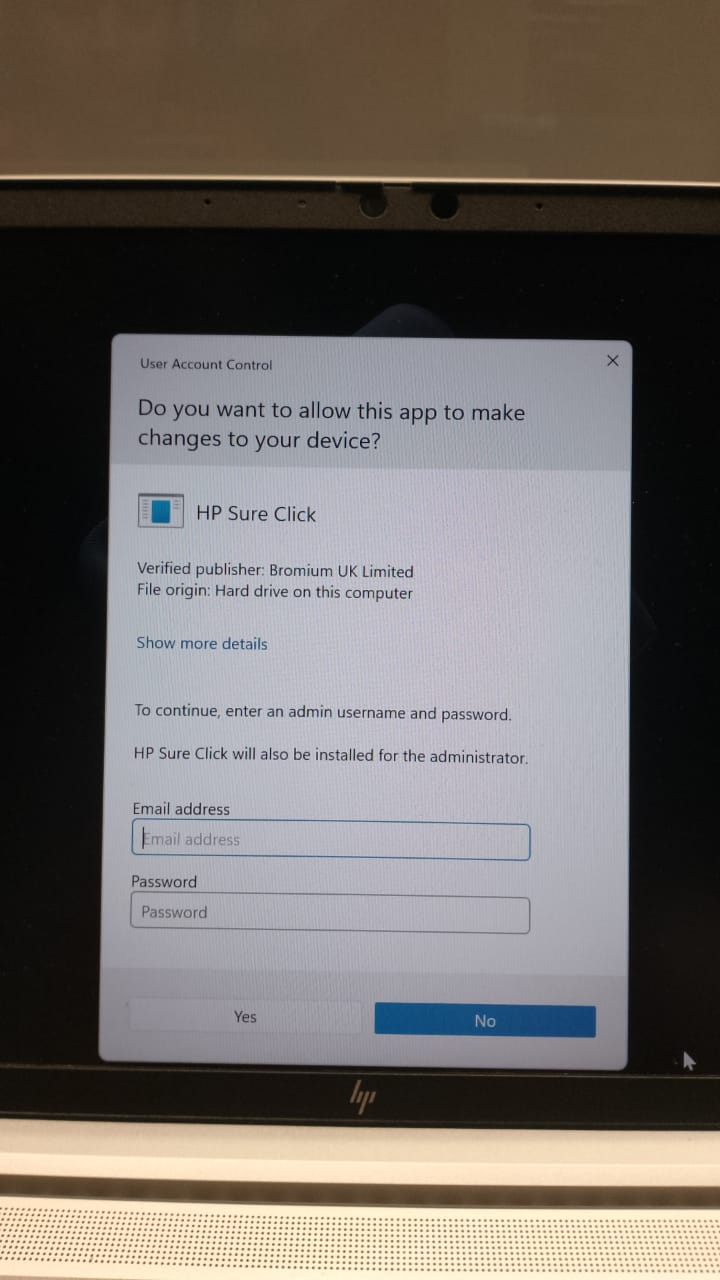 User Account Control
Do you want to allow this app to make
changes to your device?
HP Sure Click
Verified publisher: Bromium UK Limited
File origin: Hard drive on this computer
Show more details
To continue, enter an admin username and password.
HP Sure Click will also be installed for the administrator.
Email address
Email address
Password
Password
Yes
No
hp